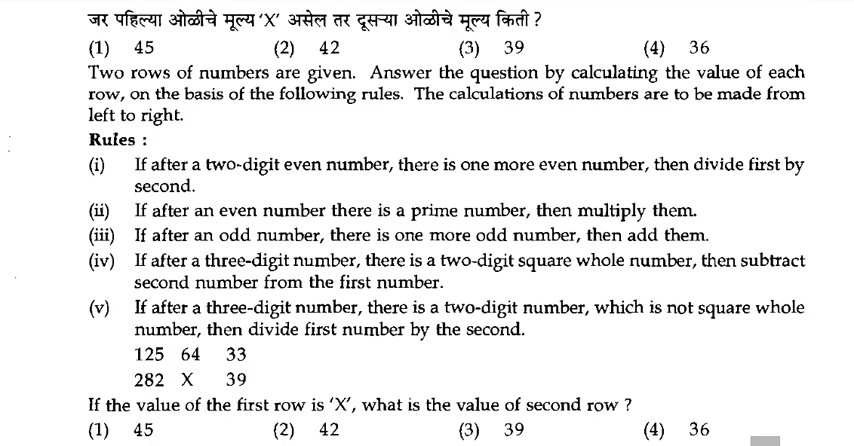 जर पहिल्या ओळीचे मूल्य ‘X’ असेल तर दूसऱ्या ओळीचे मूल्य किती ?
(1) 45 (2) 42 (3) 39 (4) 36
Two rows of numbers are given. Answer the question by calculating the value of each
row, on the basis of the following rules. The calculations of numbers are to be made from
left to right.
Rules :
(i) If after a two-digit even number, there is one more even number, then divide first by
second.
(ii) If after an even number there is a prime number, then multiply them.
(iii) If after an odd number, there is one more odd number, then add them.
(iv) If after a three-digit number, there is a two-digit square whole number, then subtract
second number from the first number.
(v) If after a three-digit number, there is a two-digit number, which is not square whole
number, then divide first number by the second.
125 64 33
282 X 39
If the value of the first row is ‘X’, what is the value of second row ?
(1) 45 (2) 42 (3) 39 (4) 36